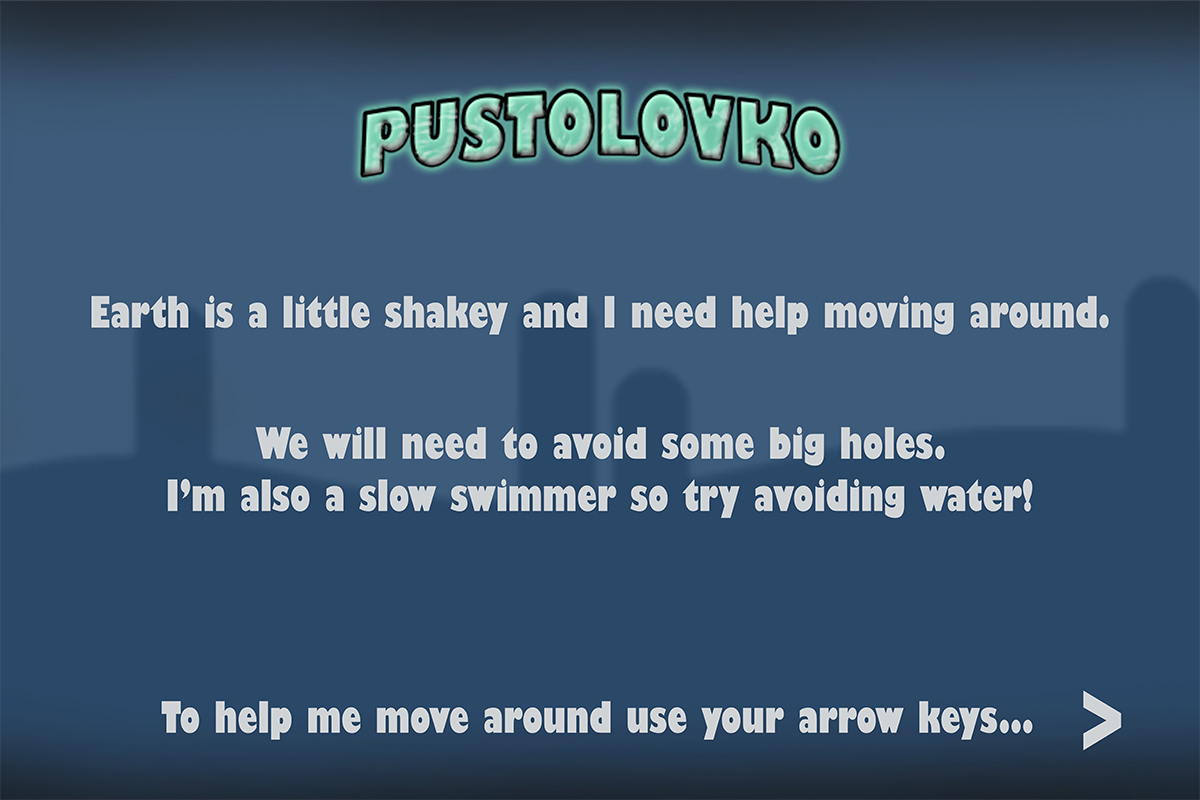 PUSTOLOVKO
Earth is a little shakey and I need help moving around.
We will need to avoid some big holes.
I'm also a slow swimmer so try avoiding water!
To help me move around use your arrow keys...
>